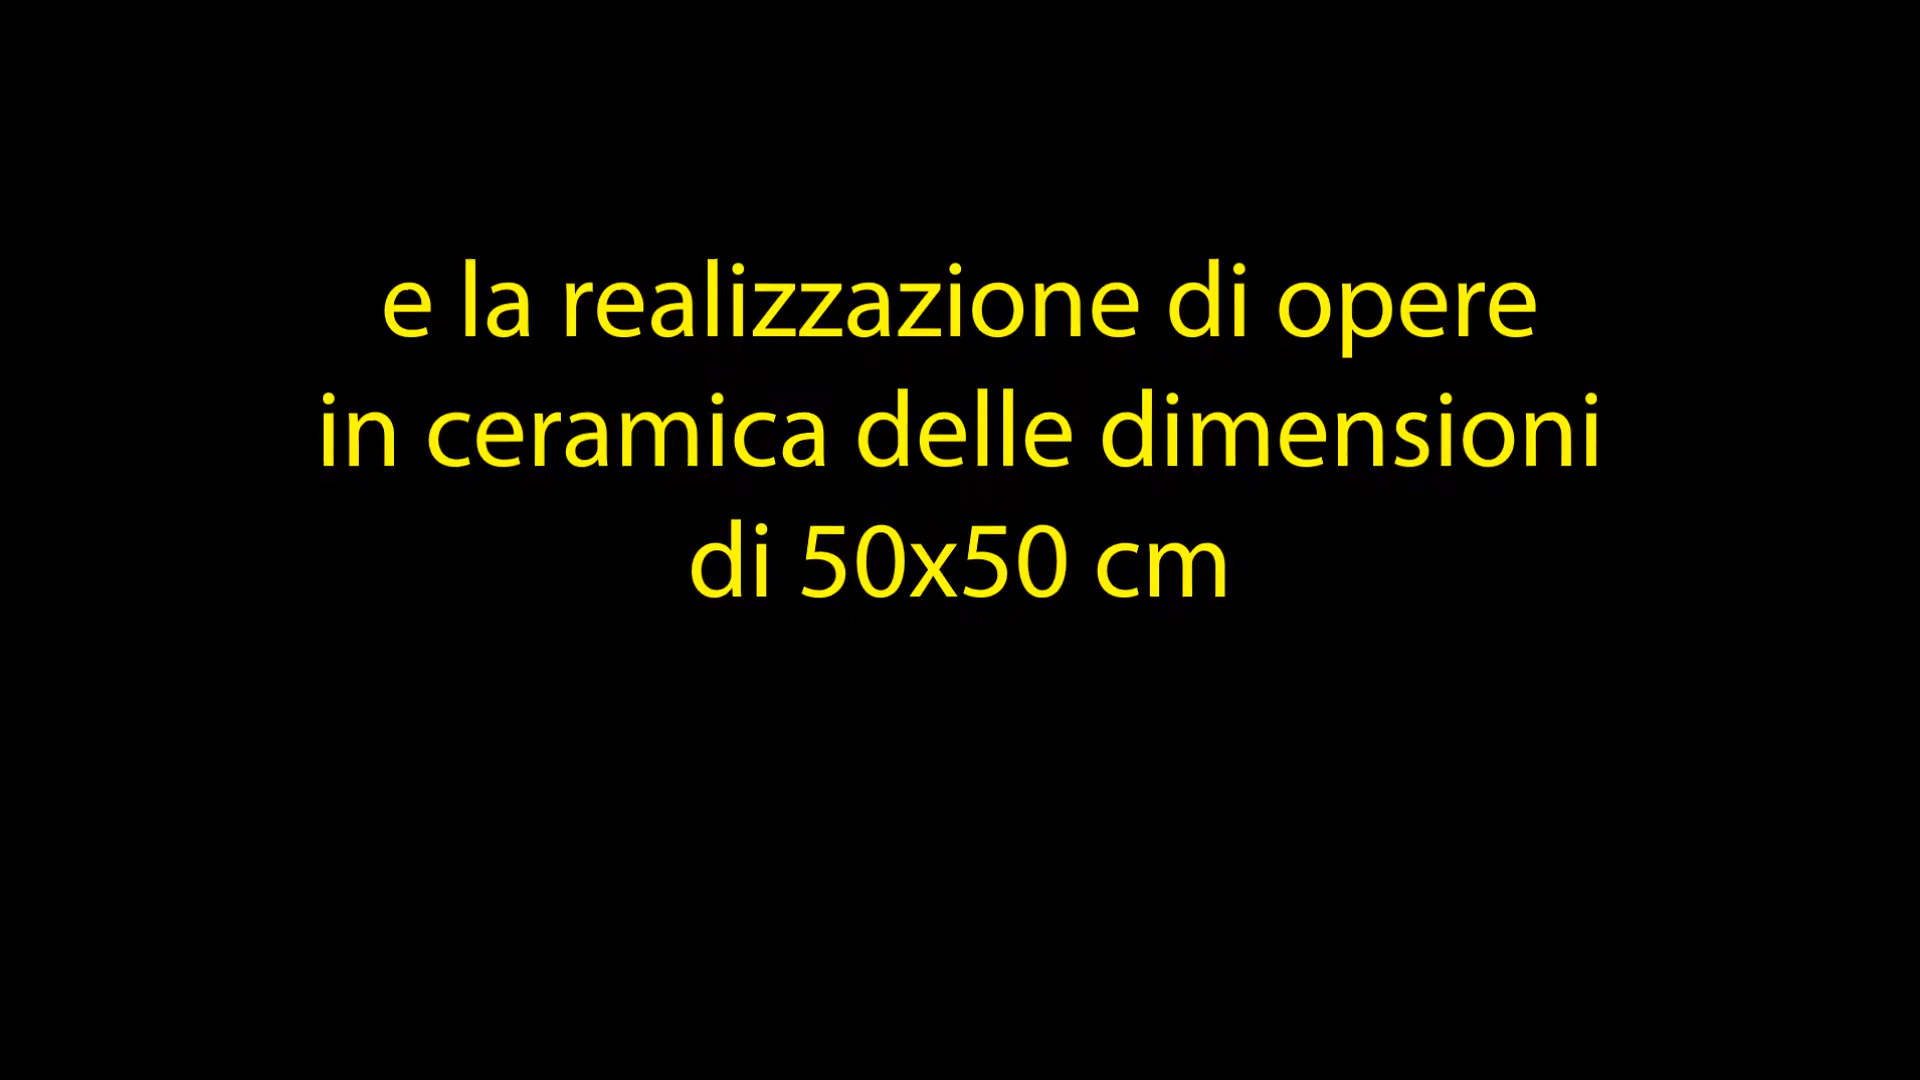 e la realizzazione di opere
in ceramica delle dimensioni
di 50x50 cm